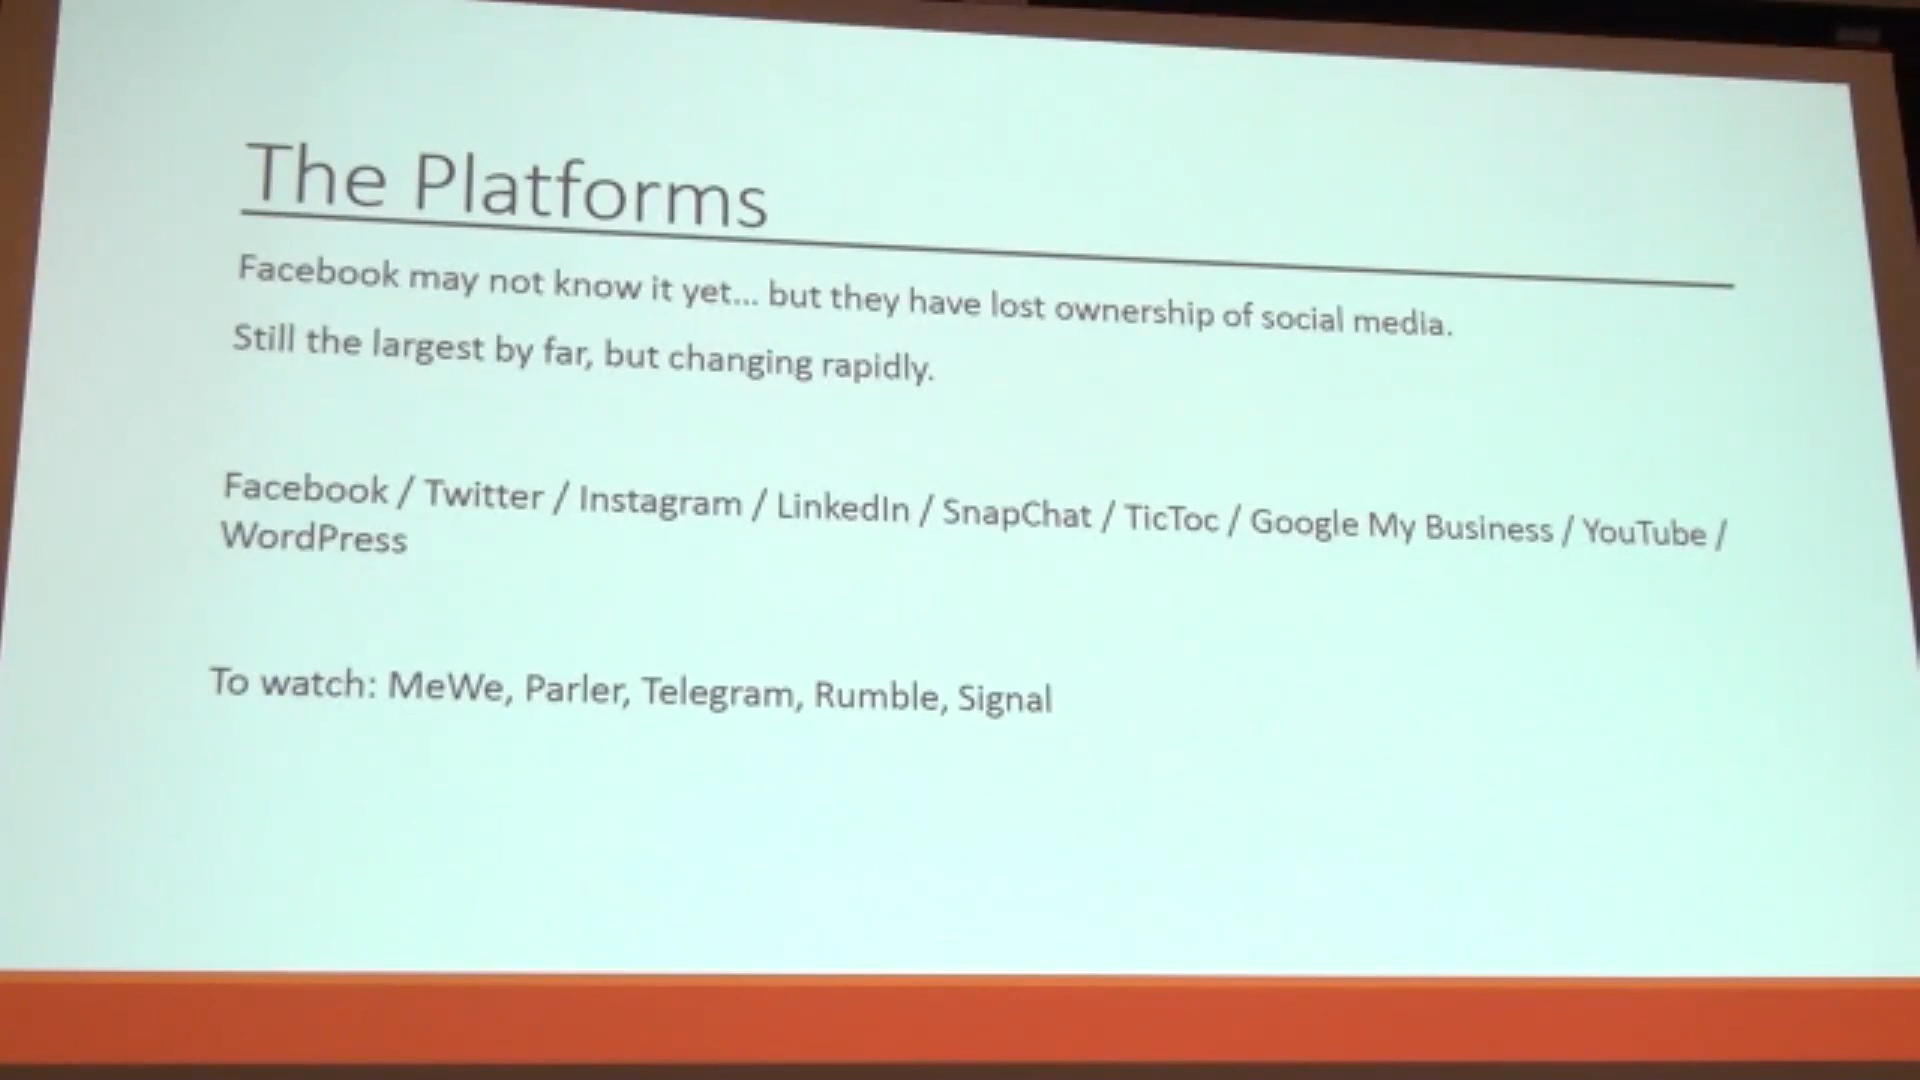 The Platforms
Facebook may not know it yet... but they have lost ownership of social media.
Still the largest by far, but changing rapidly.
Facebook / Twitter / Instagram / LinkedIn / SnapChat / TicToc / Google My Business / YouTube /
WordPress
To watch: MeWe, Parler, Telegram, Rumble, Signal